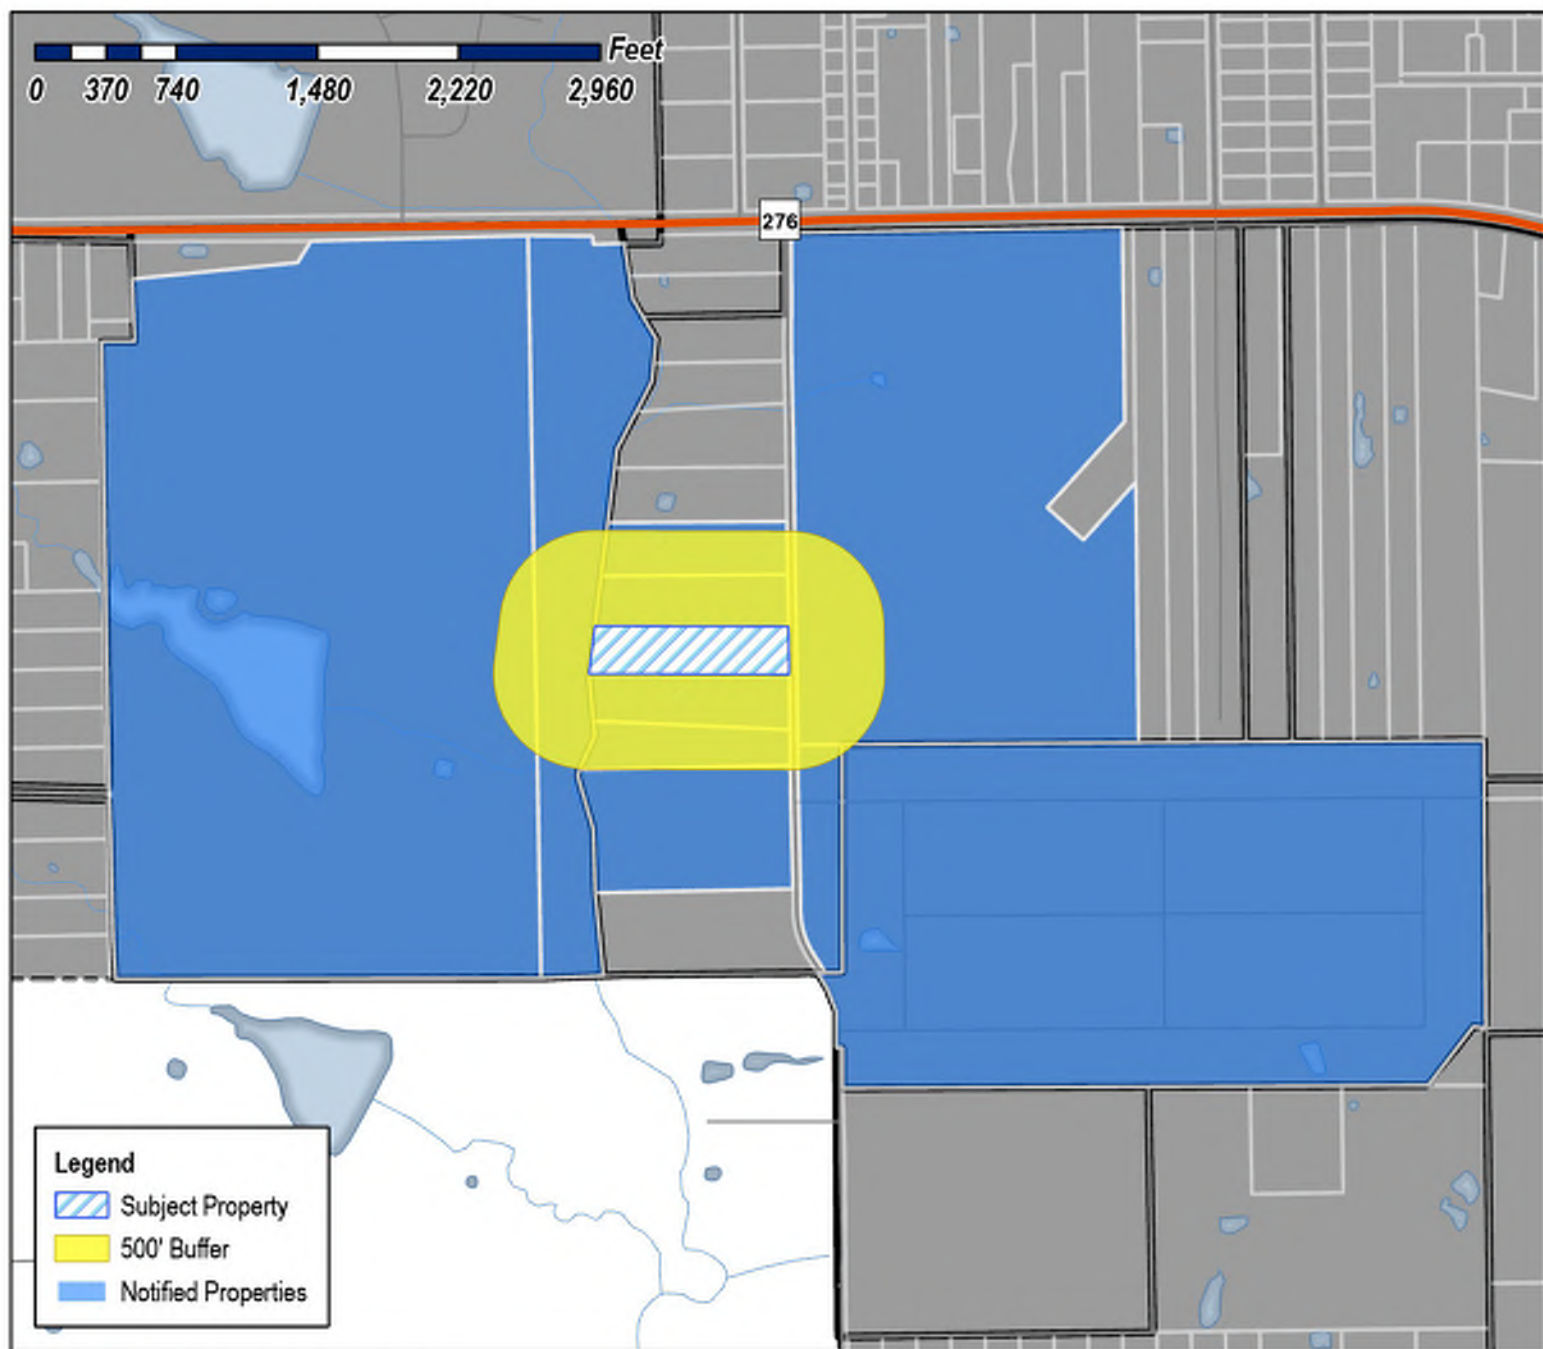 Feet
0 370 740 1,480 2,220 2,960
276
Legend
Subject Property
500' Buffer
Notified Properties